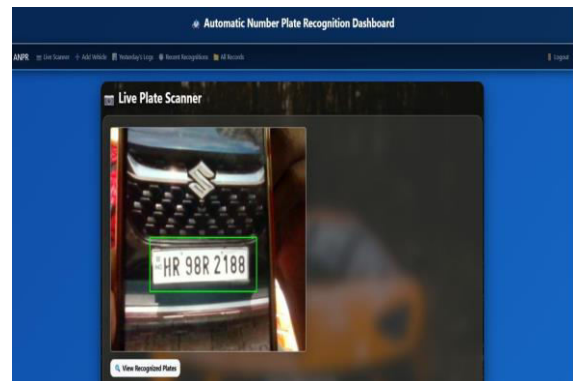 Automatic Number Plate Recognition Dashboard
ANPR Live Scanner + Add Vehicle Yesterday's Logs Recent Recognitions All Records Logout
Live Plate Scanner
IND HR 98R 2188
View Recognized Plates